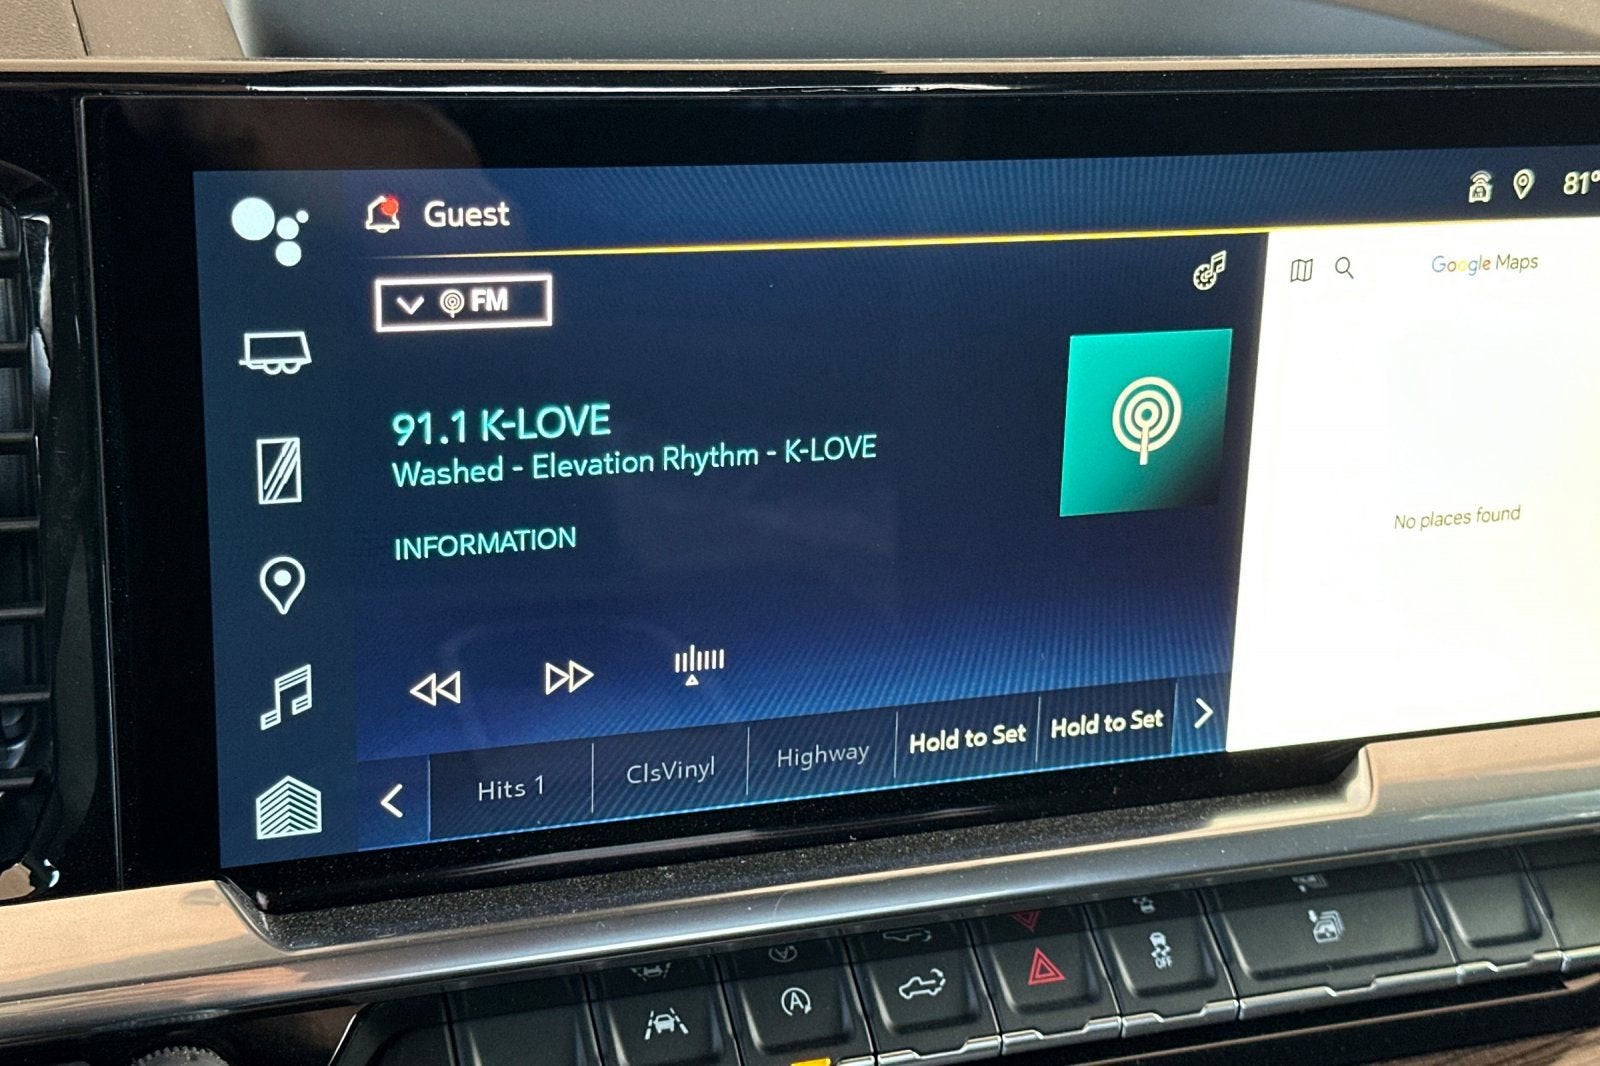 Guest
81°
FM
Google Maps
91.1 K-LOVE
Washed - Elevation Rhythm - K-LOVE
INFORMATION
No places found
Hits 1
ClsVinyl
Highway
Hold to Set
Hold to Set
A
OFF